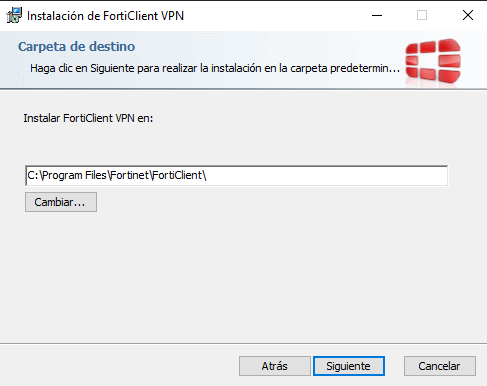 Instalación de FortiClient VPN
Carpeta de destino
Haga clic en Siguiente para realizar la instalación en la carpeta predetermin...
Instalar FortiClient VPN en:
C:\Program Files\Fortinet\FortiClient\
Cambiar...
Atrás
Siguiente
Cancelar